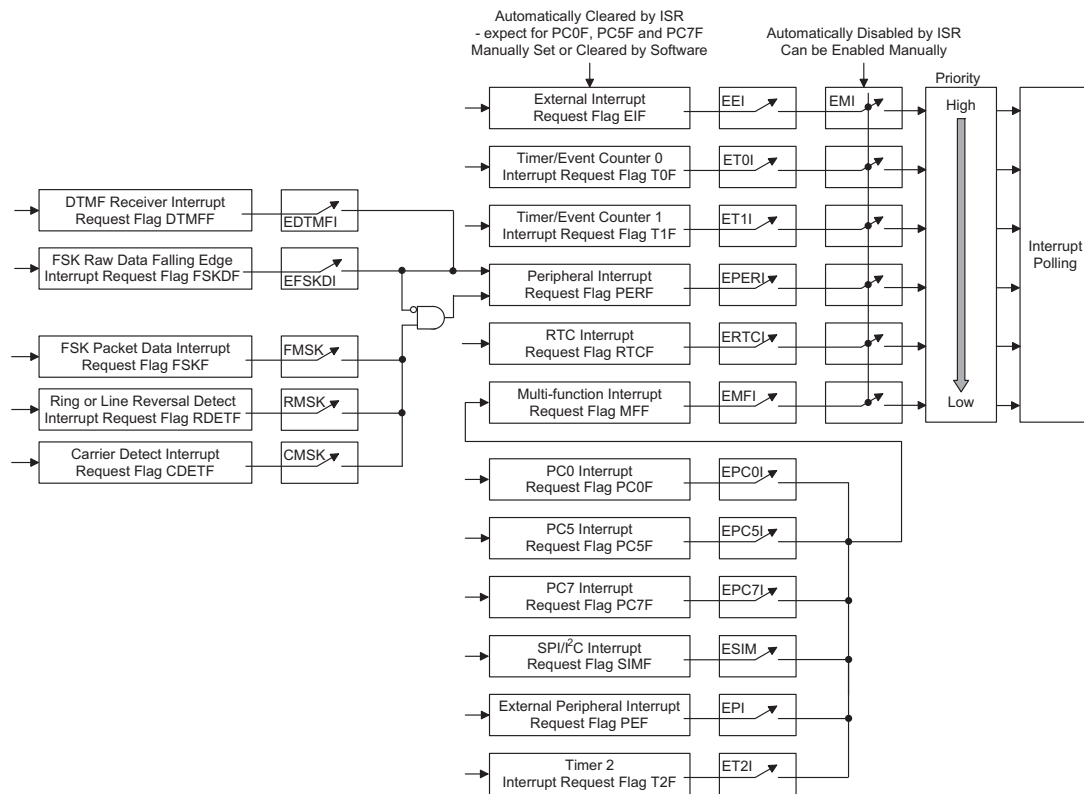 Automatically Cleared by ISR
- expect for PC0F, PC5F and PC7F
Manually Set or Cleared by Software
Automatically Disabled by ISR
Can be Enabled Manually
Priority
External Interrupt
Request Flag EIF
EEI
EMI
High
Timer/Event Counter 0
Interrupt Request Flag T0F
ET0I
DTMF Receiver Interrupt
Request Flag DTMFF
EDTMFI
Timer/Event Counter 1
Interrupt Request Flag T1F
ET1I
Interrupt
Polling
FSK Raw Data Falling Edge
Interrupt Request Flag FSKDF
EFSKDI
Peripheral Interrupt
Request Flag PERF
EPERI
FSK Packet Data Interrupt
Request Flag FSKF
FMSK
RTC Interrupt
Request Flag RTCF
ERTCI
Ring or Line Reversal Detect
Interrupt Request Flag RDETF
RMSK
Multi-function Interrupt
Request Flag MFF
EMFI
Low
Carrier Detect Interrupt
Request Flag CDETF
CMSK
PC0 Interrupt
Request Flag PC0F
EPC0I
PC5 Interrupt
Request Flag PC5F
EPC5I
PC7 Interrupt
Request Flag PC7F
EPC7I
SPI/I²C Interrupt
Request Flag SIMF
ESIM
External Peripheral Interrupt
Request Flag PEF
EPI
Timer 2
Interrupt Request Flag T2F
ET2I